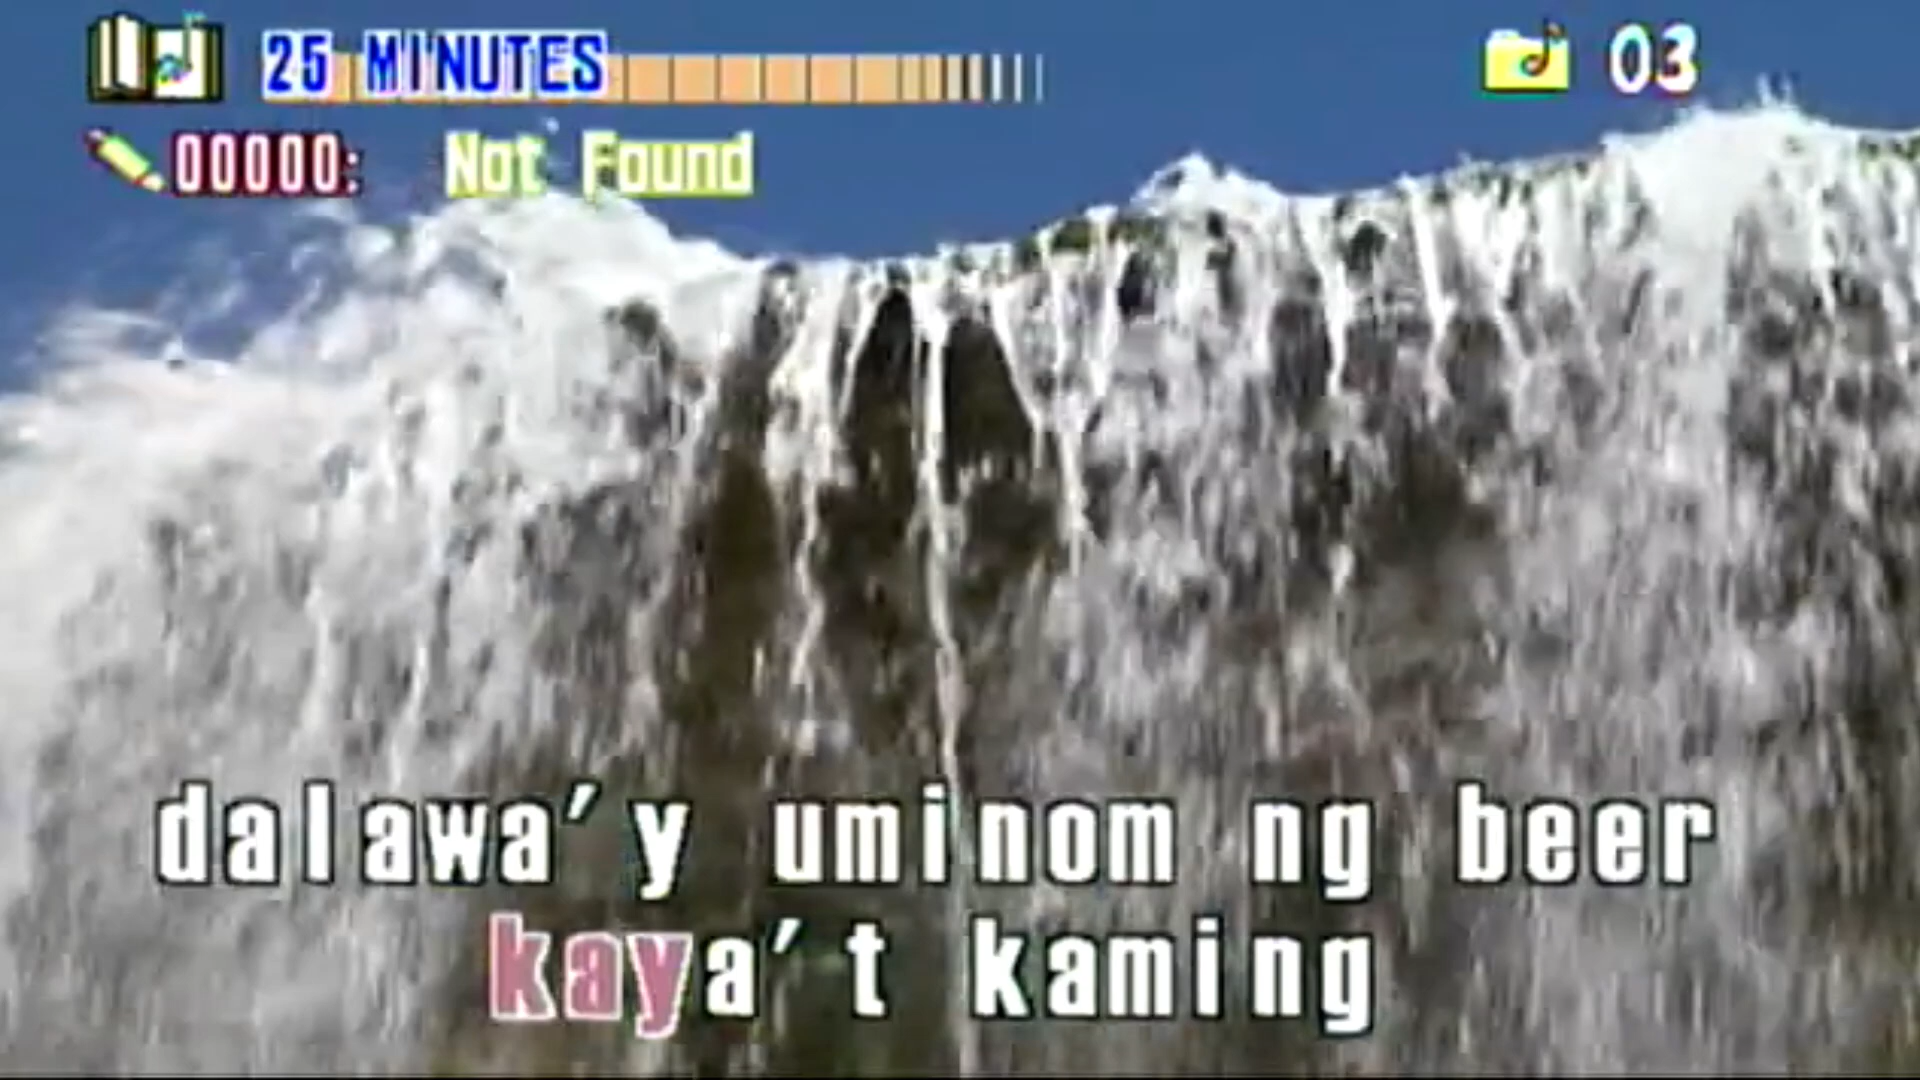 25 MINUTES
03
00000: Not Found
dalawa'y uminom ng beer
kaya't kaming